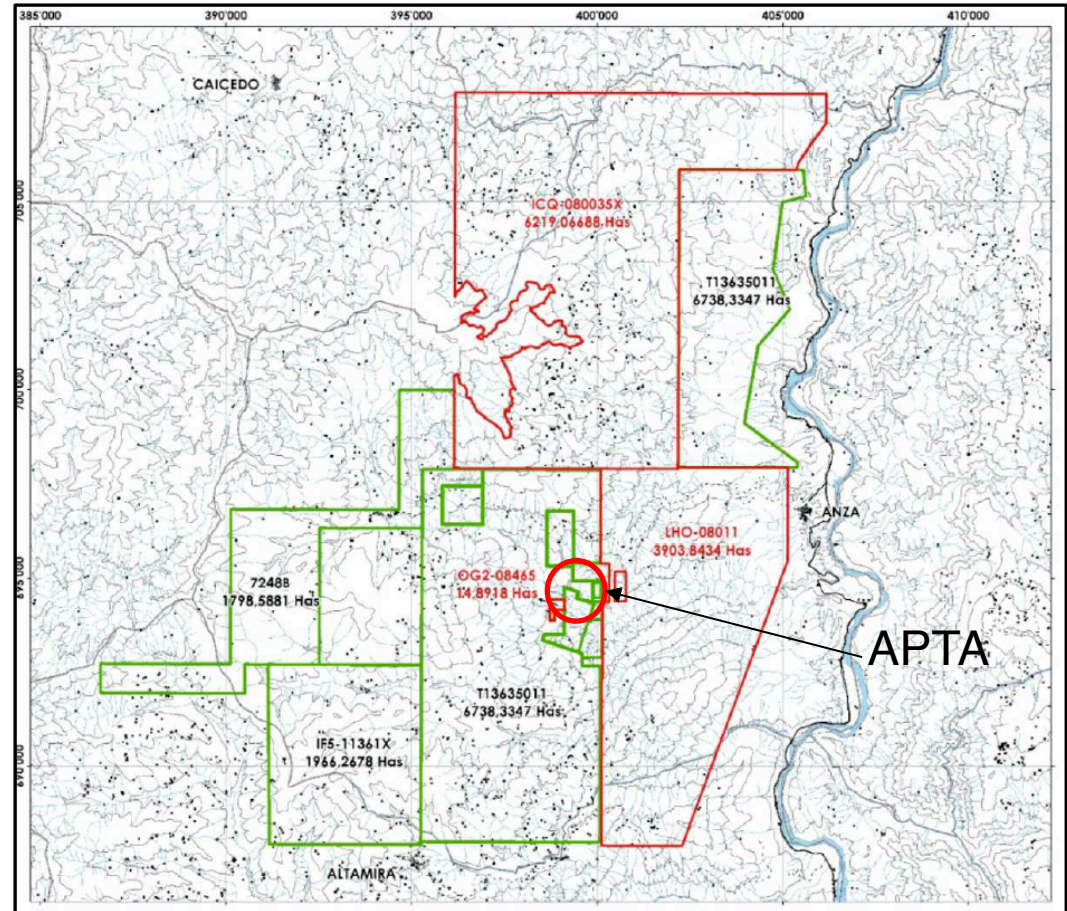 385'000
390'000
395'000
400'000
405'000
410'000
CAICEDO
705'000
ICQ-080035X
6219,06688 Has
T13635011
6738,3347 Has
700'000
ANZA
LHO-08011
3903,8434 Has
695'000
7248B
1798,5881 Has
OG2-08465
14,8918 Has
APTA
T13635011
6738,3347 Has
IF5-11361X
1966,2678 Has
690'000
ALTAMIRA